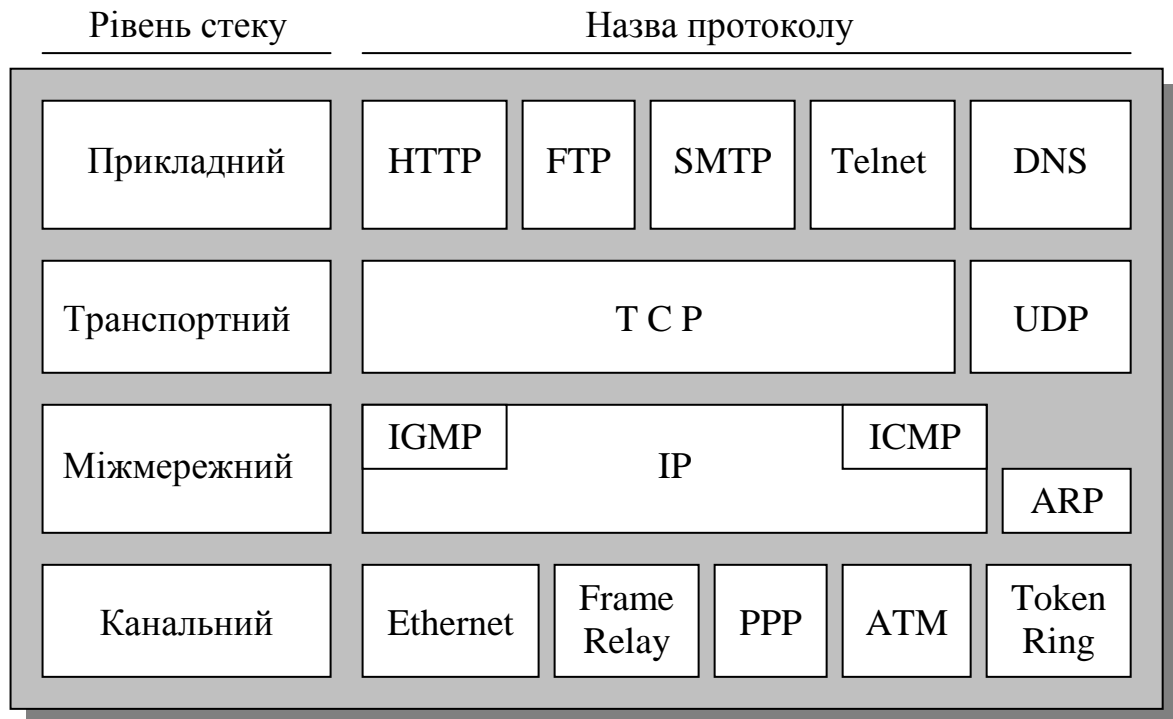 Рівень стеку
Назва протоколу
Прикладний
HTTP
FTP
SMTP
Telnet
DNS
Транспортний
T C P
UDP
Міжмережний
IGMP
IP
ICMP
ARP
Канальний
Ethernet
Frame
Relay
PPP
ATM
Token
Ring